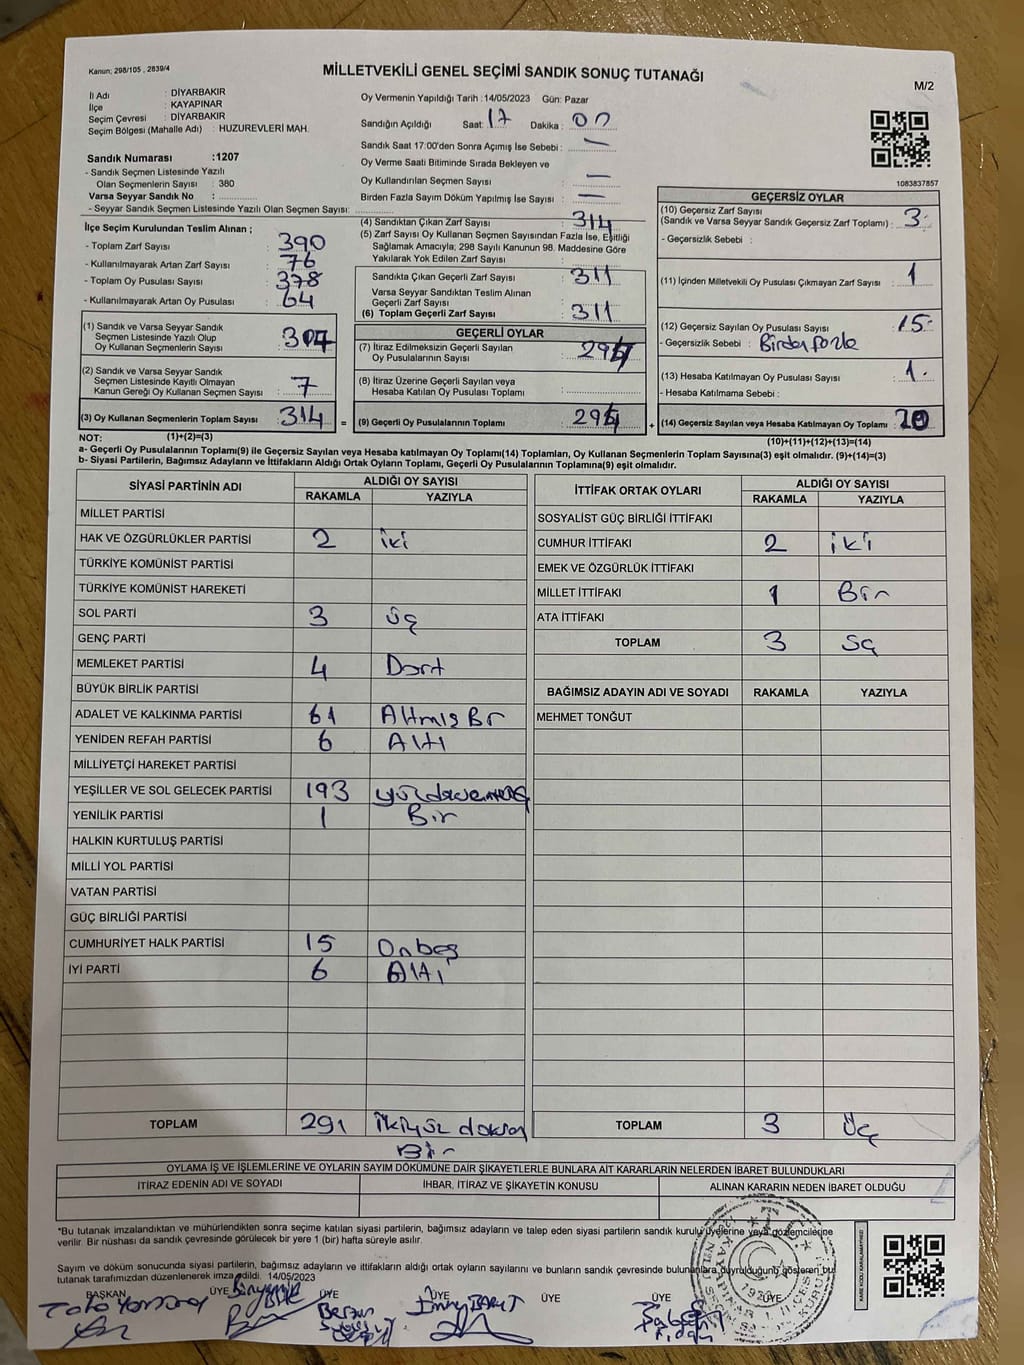 Kanun; 298/105 , 2839/4
MİLLETVEKİLİ GENEL SEÇİMİ SANDIK SONUÇ TUTANAĞI
M/2
İl Adı : DİYARBAKIR
İlçe : KAYAPINAR
Seçim Çevresi : DİYARBAKIR
Seçim Bölgesi (Mahalle Adı) : HUZUREVLERİ MAH.
Sandık Numarası :1207
- Sandık Seçmen Listesinde Yazılı
Olan Seçmenlerin Sayısı : 380
Varsa Seyyar Sandık No :
- Seyyar Sandık Seçmen Listesinde Yazılı Olan Seçmen Sayısı:
Oy Vermenin Yapıldığı Tarih :14/05/2023 Gün: Pazar
Sandığın Açıldığı Saat: 17 Dakika : 00
Sandık Saat 17:00'den Sonra Açımış İse Sebebi : —
Oy Verme Saati Bitiminde Sırada Bekleyen ve
Oy Kullandırılan Seçmen Sayısı : —
Birden Fazla Sayım Döküm Yapılmış İse Sayısı : —
1083837857
İlçe Seçim Kurulundan Teslim Alınan ;
- Toplam Zarf Sayısı : 390
- Kullanılmayarak Artan Zarf Sayısı : 76
- Toplam Oy Pusulası Sayısı : 378
- Kullanılmayarak Artan Oy Pusulası : 64
(1) Sandık ve Varsa Seyyar Sandık
Seçmen Listesinde Yazılı Olup
Oy Kullanan Seçmenlerin Sayısı : 307
(2) Sandık ve Varsa Seyyar Sandık
Seçmen Listesinde Kayıtlı Olmayan
Kanun Gereği Oy Kullanan Seçmen Sayısı : 7
(3) Oy Kullanan Seçmenlerin Toplam Sayısı : 314 =
(4) Sandıktan Çıkan Zarf Sayısı : 314
(5) Zarf Sayısı Oy Kullanan Seçmen Sayısından Fazla İse, Eşitliği
Sağlamak Amacıyla; 298 Sayılı Kanunun 98. Maddesine Göre
Yakılarak Yok Edilen Zarf Sayısı :
Sandıkta Çıkan Geçerli Zarf Sayısı : 311
Varsa Seyyar Sandıktan Teslim Alınan
Geçerli Zarf Sayısı :
(6) Toplam Geçerli Zarf Sayısı : 311
GEÇERLİ OYLAR
(7) İtiraz Edilmeksizin Geçerli Sayılan
Oy Pusulalarının Sayısı :
(8) İtiraz Üzerine Geçerli Sayılan veya
Hesaba Katılan Oy Pusulası Toplamı :
(9) Geçerli Oy Pusulalarının Toplamı : +
GEÇERSİZ OYLAR
(10) Geçersiz Zarf Sayısı
(Sandık ve Varsa Seyyar Sandık Geçersiz Zarf Toplamı) : 3
- Geçersizlik Sebebi :
(11) İçinden Milletvekili Oy Pusulası Çıkmayan Zarf Sayısı : 1
(12) Geçersiz Sayılan Oy Pusulası Sayısı : 15
- Geçersizlik Sebebi : Birden fazla
(13) Hesaba Katılmayan Oy Pusulası Sayısı : 1.
- Hesaba Katılmama Sebebi :
(14) Geçersiz Sayılan veya Hesaba Katılmayan Oy Toplamı : 20
NOT: (1)+(2)=(3) (10)+(11)+(12)+(13)=(14)
a- Geçerli Oy Pusulalarının Toplamı(9) ile Geçersiz Sayılan veya Hesaba katılmayan Oy Toplamı(14) Toplamları, Oy Kullanan Seçmenlerin Toplam Sayısına(3) eşit olmalıdır. (9)+(14)=(3)
b- Siyasi Partilerin, Bağımsız Adayların ve İttifakların Aldığı Ortak Oyların Toplamı, Geçerli Oy Pusulalarının Toplamına(9) eşit olmalıdır.
SİYASİ PARTİNİN ADI ALDIĞI OY SAYISI
RAKAMLA YAZIYLA
MİLLET PARTİSİ
HAK VE ÖZGÜRLÜKLER PARTİSİ 2 iki
TÜRKİYE KOMÜNİST PARTİSİ
TÜRKİYE KOMÜNİST HAREKETİ
SOL PARTİ 3 üç
GENÇ PARTİ
MEMLEKET PARTİSİ 4 Dört
BÜYÜK BİRLİK PARTİSİ
ADALET VE KALKINMA PARTİSİ 61 Altmış Br
YENİDEN REFAH PARTİSİ 6 Altı
MİLLİYETÇİ HAREKET PARTİSİ
YEŞİLLER VE SOL GELECEK PARTİSİ 193
YENİLİK PARTİSİ 1 Bir
HALKIN KURTULUŞ PARTİSİ
MİLLİ YOL PARTİSİ
VATAN PARTİSİ
GÜÇ BİRLİĞİ PARTİSİ
CUMHURİYET HALK PARTİSİ 15 Onbeş
İYİ PARTİ 6 Altı
TOPLAM 291 ikiyüz doksan
Bir
İTTİFAK ORTAK OYLARI ALDIĞI OY SAYISI
RAKAMLA YAZIYLA
SOSYALİST GÜÇ BİRLİĞİ İTTİFAKI
CUMHUR İTTİFAKI 2 iki
EMEK VE ÖZGÜRLÜK İTTİFAKI
MİLLET İTTİFAKI 1 Bir
ATA İTTİFAKI
TOPLAM 3 üç
BAĞIMSIZ ADAYIN ADI VE SOYADI RAKAMLA YAZIYLA
MEHMET TONĞUT
TOPLAM 3 üç
OYLAMA İŞ VE İŞLEMLERİNE VE OYLARIN SAYIM DÖKÜMÜNE DAİR ŞİKAYETLERLE BUNLARA AİT KARARLARIN NELERDEN İBARET BULUNDUKLARI
İTİRAZ EDENİN ADI VE SOYADI İHBAR, İTİRAZ VE ŞİKAYETİN KONUSU ALINAN KARARIN NEDEN İBARET OLDUĞU
*Bu tutanak imzalandıktan ve mühürlendikten sonra seçime katılan siyasi partilerin, bağımsız adayların ve talep eden siyasi partilerin sandık kurulu üyelerine veya gözlemcilerine
verilir. Bir nüshası da sandık çevresinde görülecek bir yere 1 (bir) hafta süreyle asılır.
Sayım ve döküm sonucunda siyasi partilerin, bağımsız adayların ve ittifakların aldığı ortak oyların sayılarını ve bunların sandık çevresinde bulunanlara duyrulduğunu gösteren bu
tutanak tarafımızdan düzenlenerek imza edildi. 14/05/2023
BAŞKAN ÜYE ÜYE ÜYE ÜYE ÜYE ÜYE